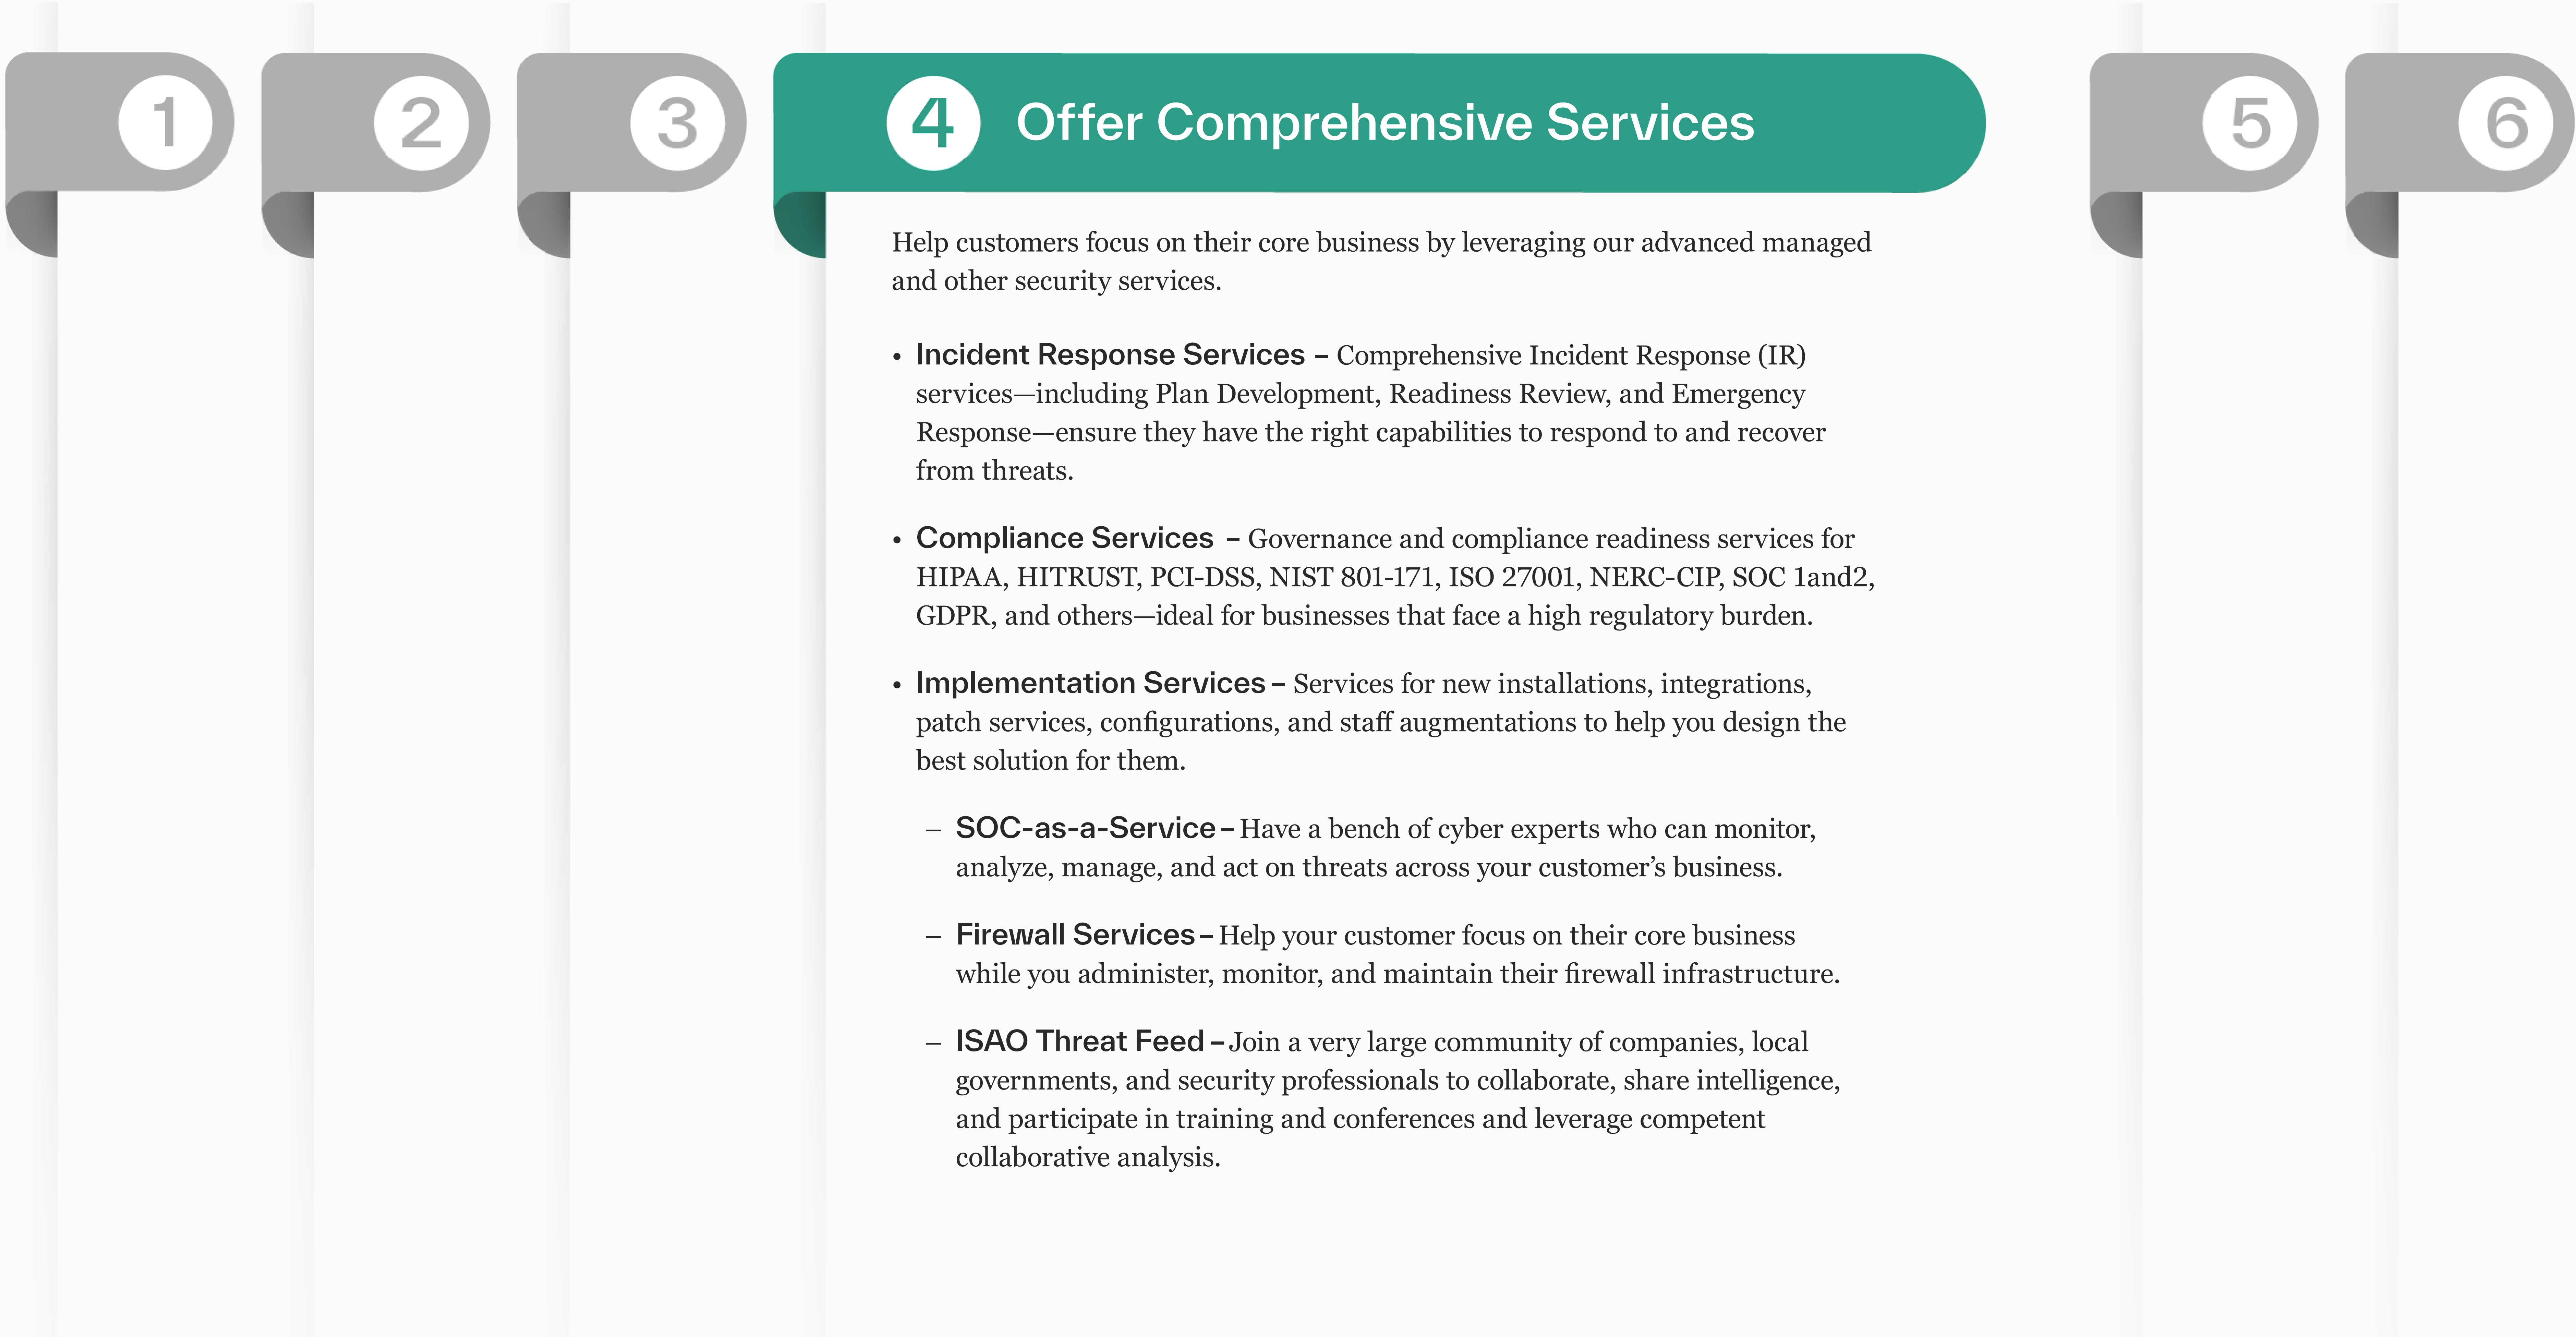 1
2
3
4 Offer Comprehensive Services
5
6
Help customers focus on their core business by leveraging our advanced managed
and other security services.
• Incident Response Services – Comprehensive Incident Response (IR)
services—including Plan Development, Readiness Review, and Emergency
Response—ensure they have the right capabilities to respond to and recover
from threats.
• Compliance Services – Governance and compliance readiness services for
HIPAA, HITRUST, PCI-DSS, NIST 801-171, ISO 27001, NERC-CIP, SOC 1and2,
GDPR, and others—ideal for businesses that face a high regulatory burden.
• Implementation Services – Services for new installations, integrations,
patch services, configurations, and staff augmentations to help you design the
best solution for them.
– SOC-as-a-Service – Have a bench of cyber experts who can monitor,
analyze, manage, and act on threats across your customer’s business.
– Firewall Services – Help your customer focus on their core business
while you administer, monitor, and maintain their firewall infrastructure.
– ISAO Threat Feed – Join a very large community of companies, local
governments, and security professionals to collaborate, share intelligence,
and participate in training and conferences and leverage competent
collaborative analysis.